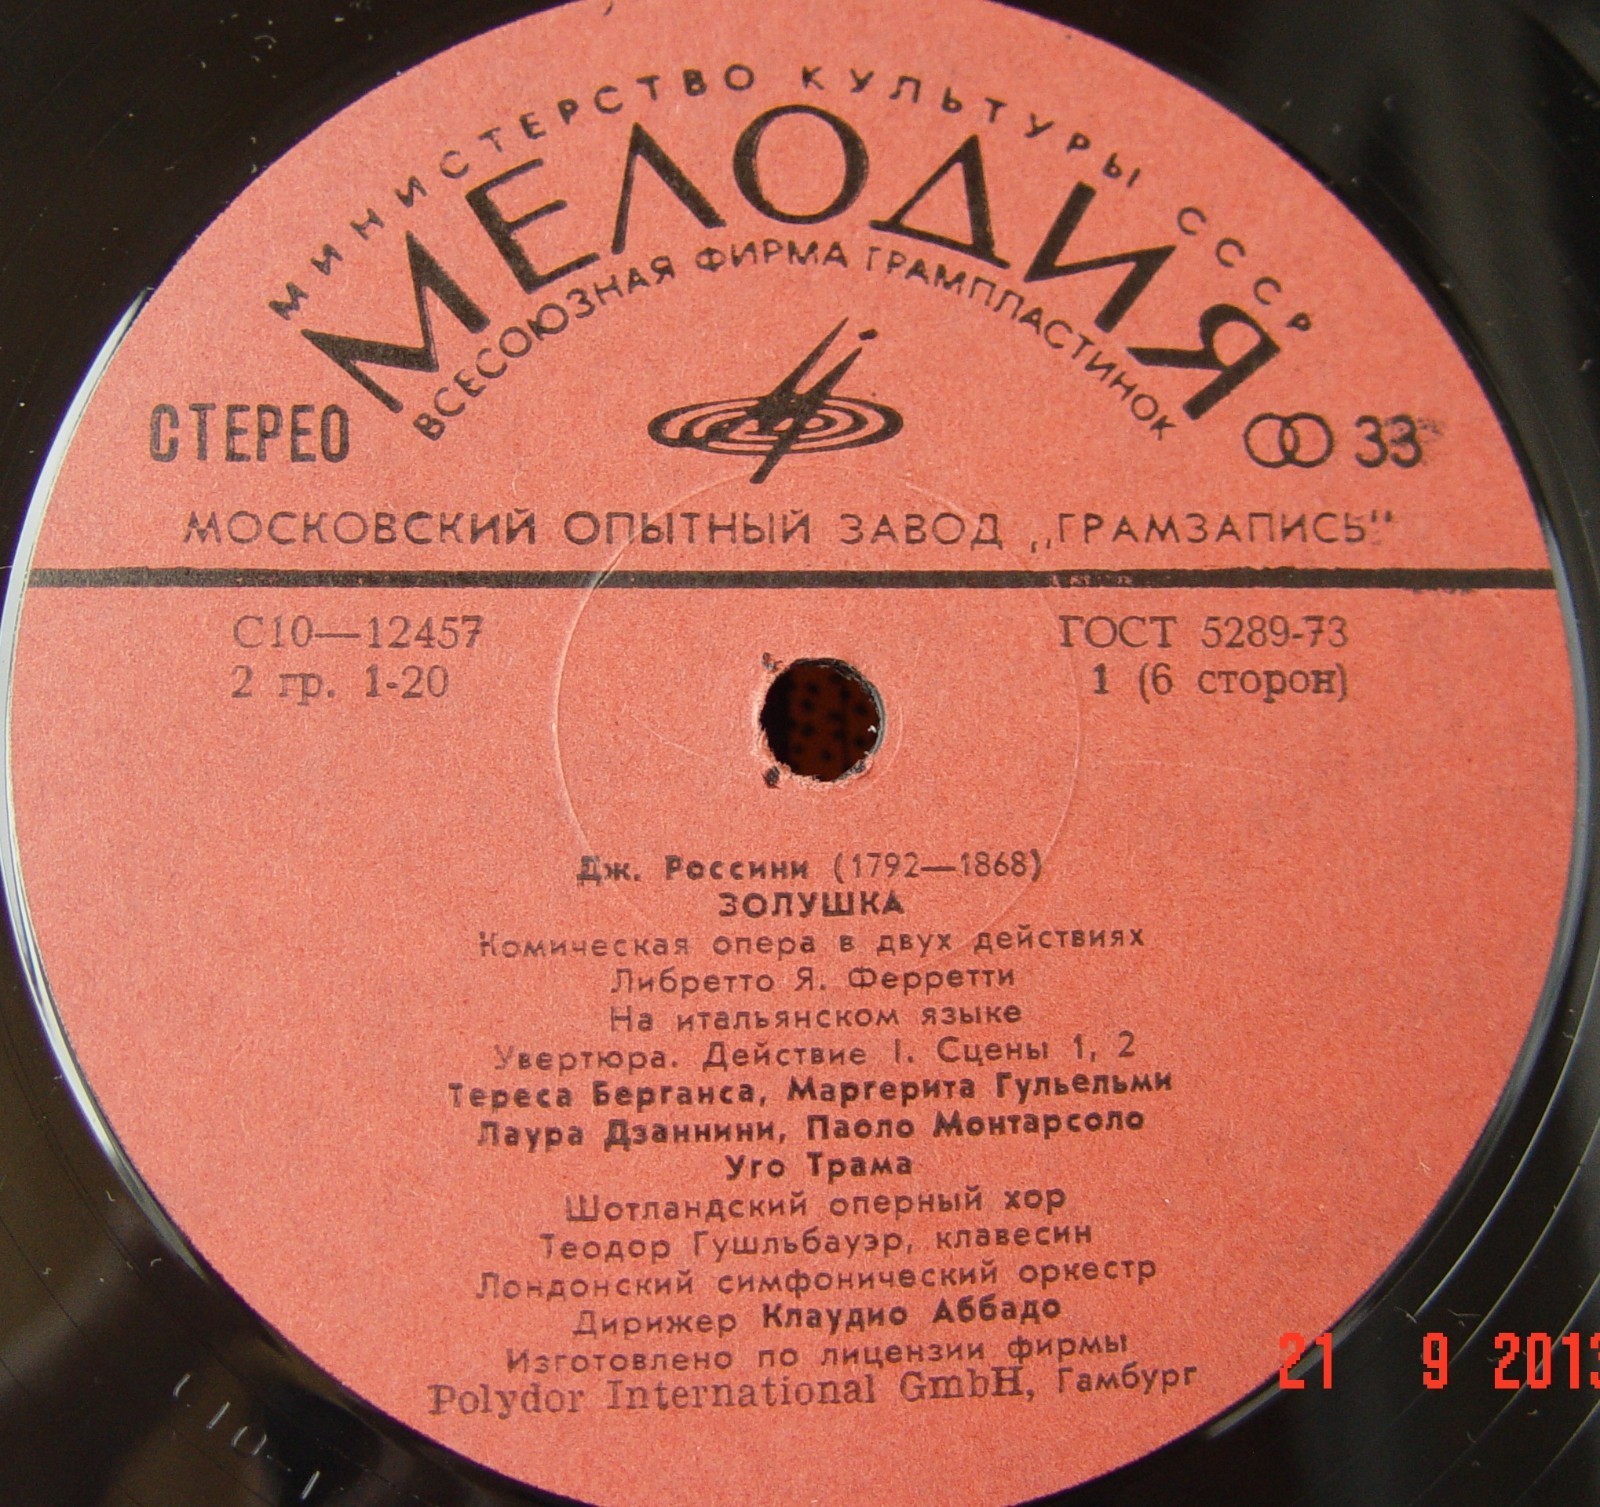 МИНИСТЕРСТВО КУЛЬТУРЫ СССР
МЕЛОДИЯ
ВСЕСОЮЗНАЯ ФИРМА ГРАМПЛАСТИНОК
СТЕРЕО
33
МОСКОВСКИЙ ОПЫТНЫЙ ЗАВОД „ГРАМЗАПИСЬ“
С10—12457
ГОСТ 5289-73
2 гр. 1-20
1 (6 сторон)
Дж. Россини (1792—1868)
ЗОЛУШКА
Комическая опера в двух действиях
Либретто Я. Ферретти
На итальянском языке
Увертюра. Действие I. Сцены 1, 2
Тереса Берганса, Маргерита Гульельми
Лаура Дзаннини, Паоло Монтарсоло
Уго Трама
Шотландский оперный хор
Теодор Гушльбауэр, клавесин
Лондонский симфонический оркестр
Дирижер Клаудио Аббадо
Изготовлено по лицензии фирмы
Polydor International GmbH, Гамбург
21 9 2013